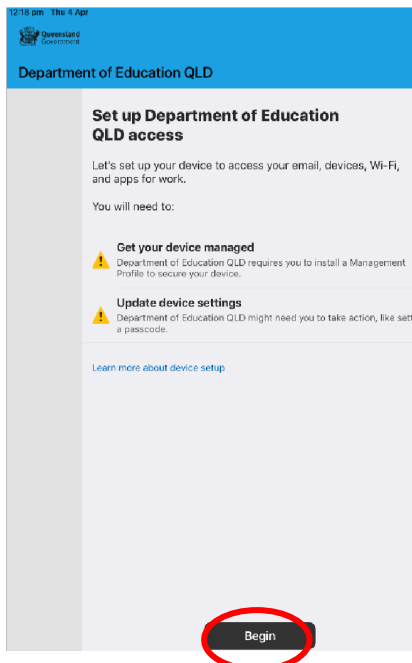 12:18 pm Thu 4 Apr
Queensland
Government
Department of Education QLD
Set up Department of Education
QLD access
Let's set up your device to access your email, devices, Wi-Fi,
and apps for work.
You will need to:
Get your device managed
Department of Education QLD requires you to install a Management
Profile to secure your device.
Update device settings
Department of Education QLD might need you to take action, like sett
a passcode.
Learn more about device setup
Begin